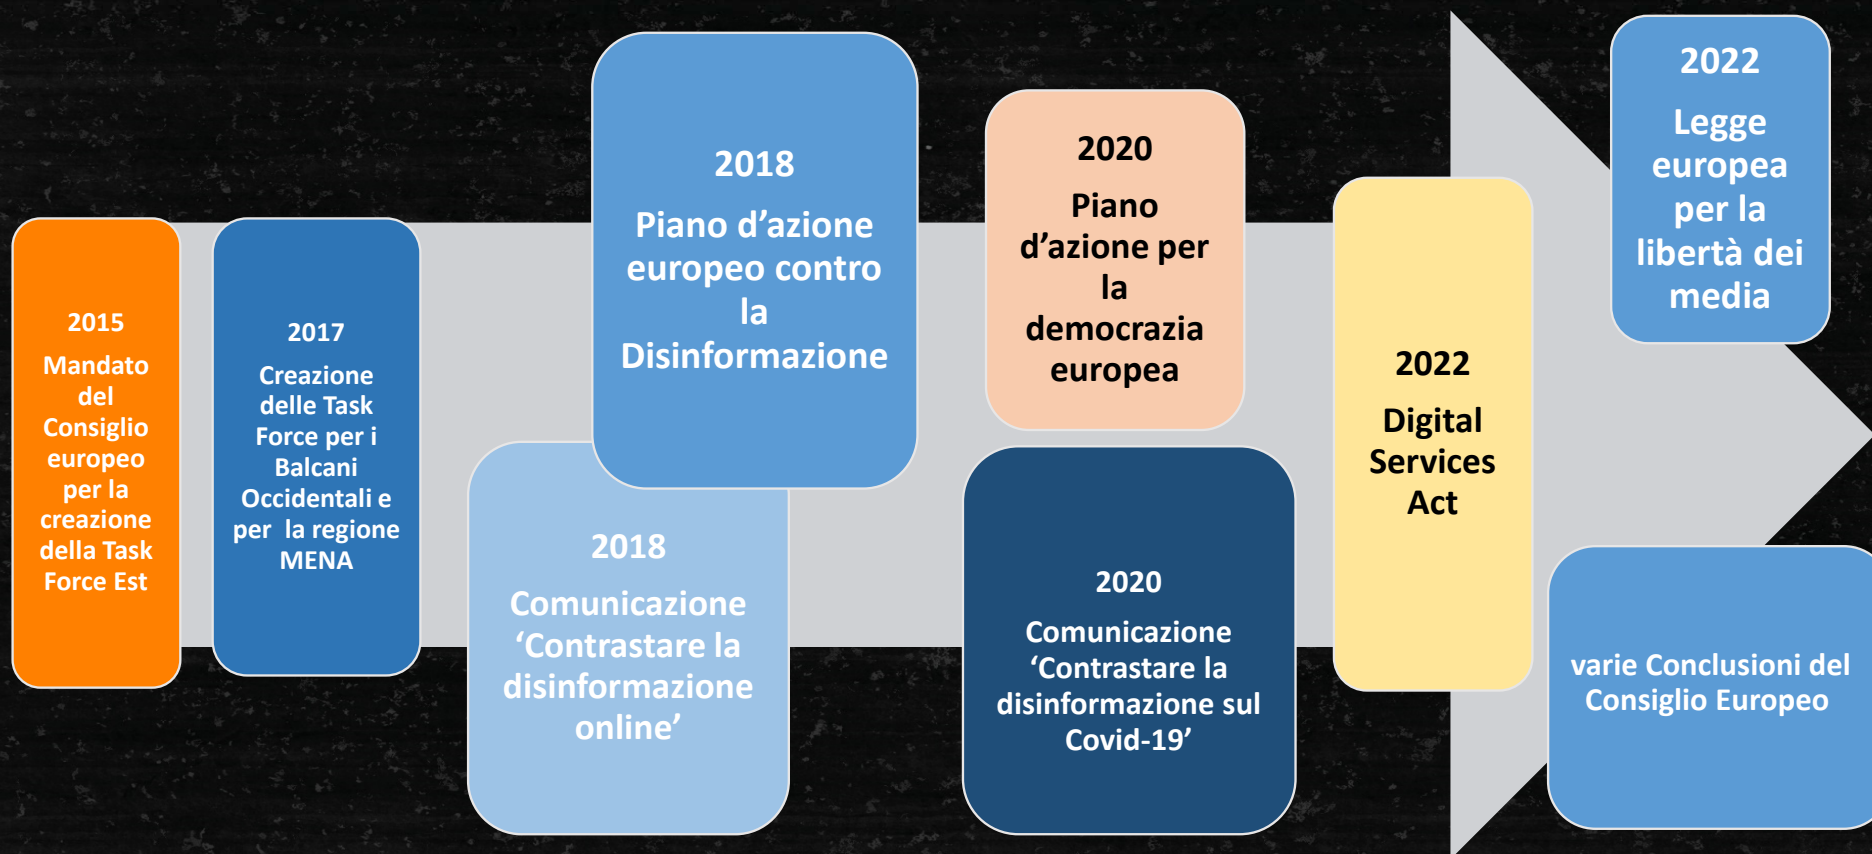 2015
Mandato
del
Consiglio
europeo
per la
creazione
della Task
Force Est
2017
Creazione
delle Task
Force per i
Balcani
Occidentali e
per  la regione
MENA
2018
Piano d’azione
europeo contro
la
Disinformazione
2018
Comunicazione
‘Contrastare la
disinformazione
online’
2020
Piano
d’azione per
la
democrazia
europea
2020
Comunicazione
‘Contrastare la
disinformazione sul
Covid-19’
2022
Digital
Services
Act
2022
Legge
europea
per la
libertà dei
media
varie Conclusioni del
Consiglio Europeo